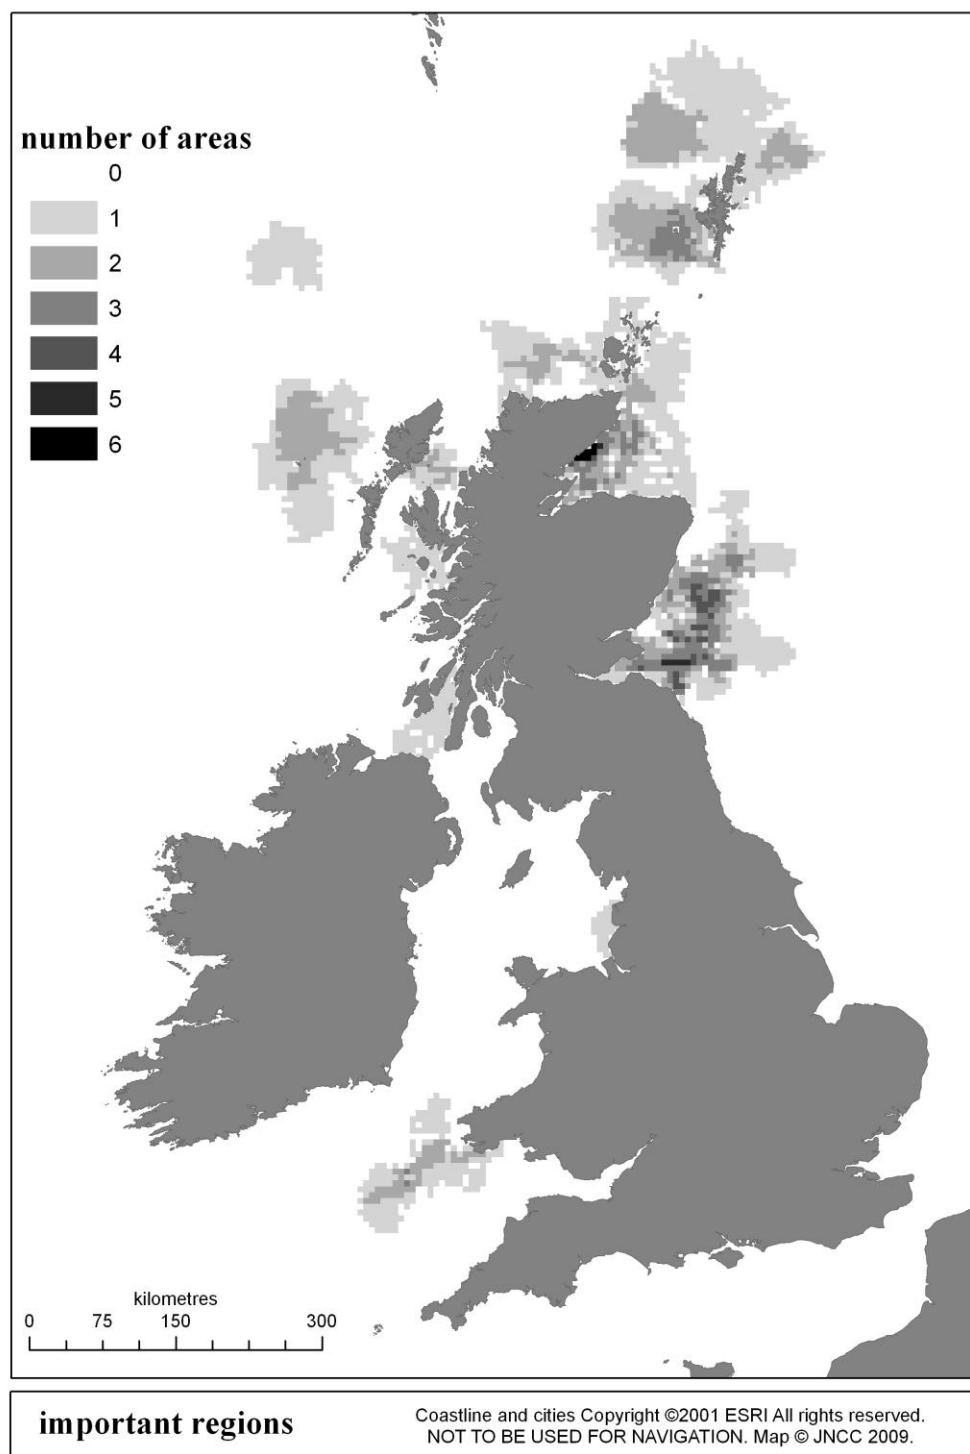 number of areas
0
1
2
3
4
5
6
kilometres
0 75 150 300
important regions
Coastline and cities Copyright ©2001 ESRI All rights reserved.
NOT TO BE USED FOR NAVIGATION. Map © JNCC 2009.